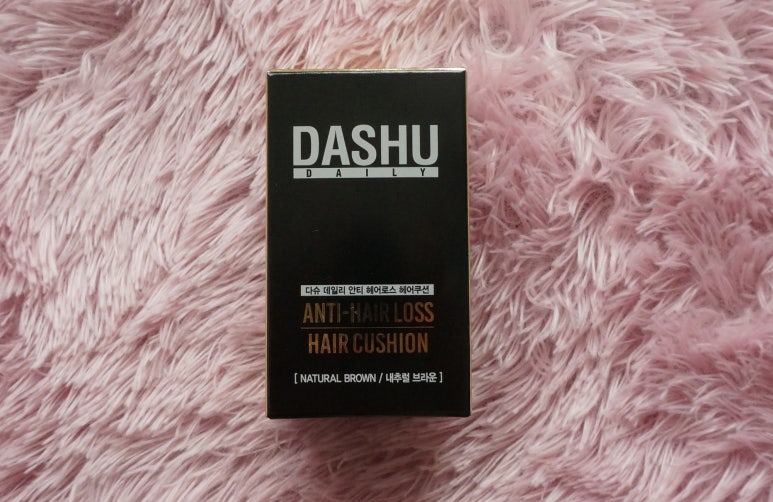 DASHU
DAILY
다슈 데일리 안티 헤어로스 헤어쿠션
ANTI-HAIR LOSS
HAIR CUSHION
[ NATURAL BROWN / 내추럴 브라운 ]